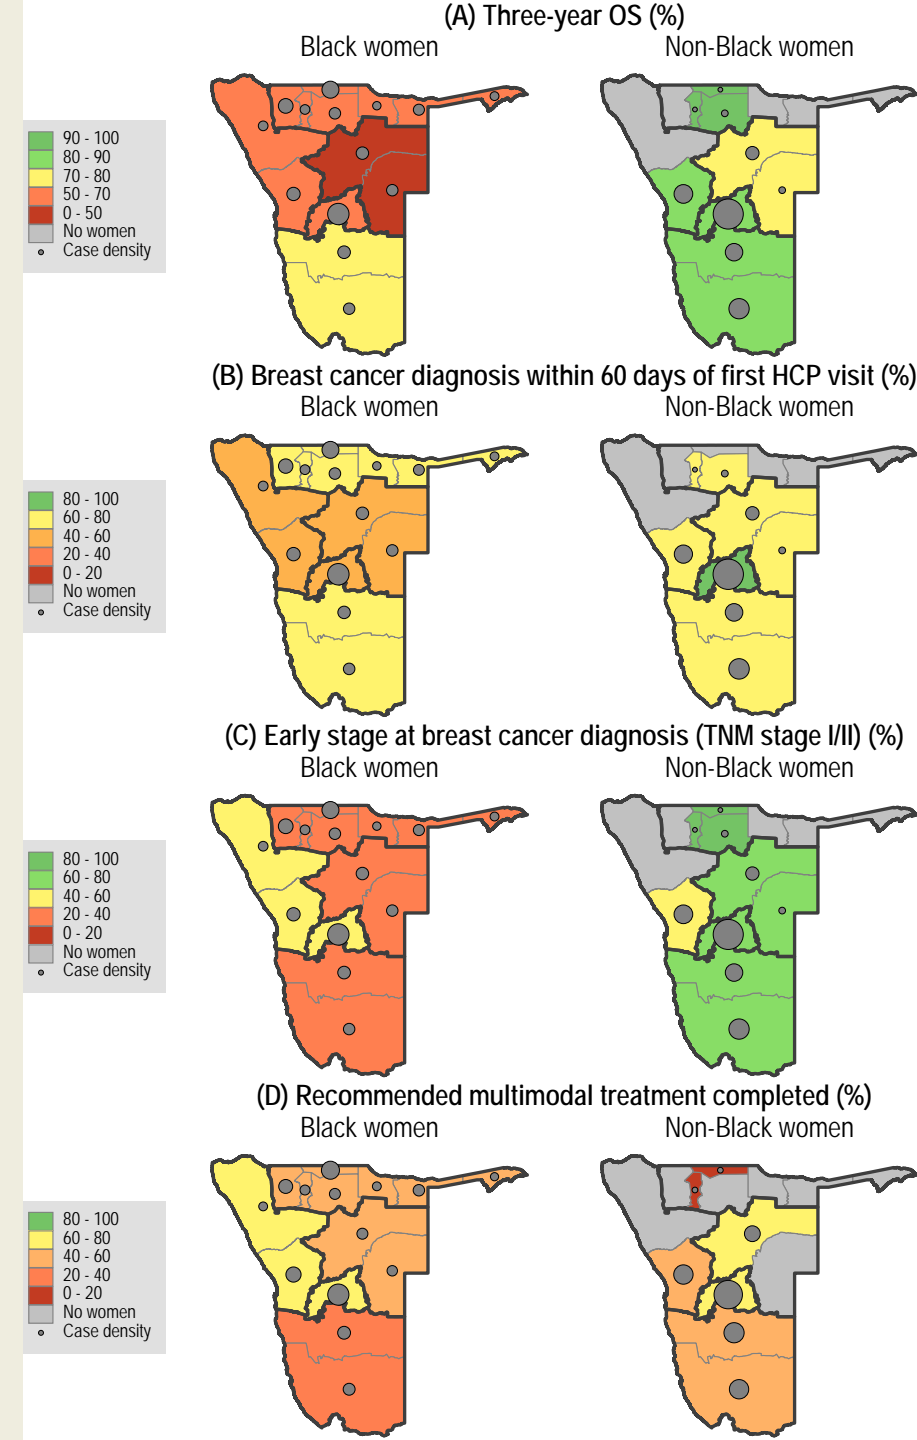 (A) Three-year OS (%)
Black women
Non-Black women
90 - 100
80 - 90
70 - 80
50 - 70
0 - 50
No women
Case density
(B) Breast cancer diagnosis within 60 days of first HCP visit (%)
Black women
Non-Black women
80 - 100
60 - 80
40 - 60
20 - 40
0 - 20
No women
Case density
(C) Early stage at breast cancer diagnosis (TNM stage I/II) (%)
Black women
Non-Black women
80 - 100
60 - 80
40 - 60
20 - 40
0 - 20
No women
Case density
(D) Recommended multimodal treatment completed (%)
Black women
Non-Black women
80 - 100
60 - 80
40 - 60
20 - 40
0 - 20
No women
Case density